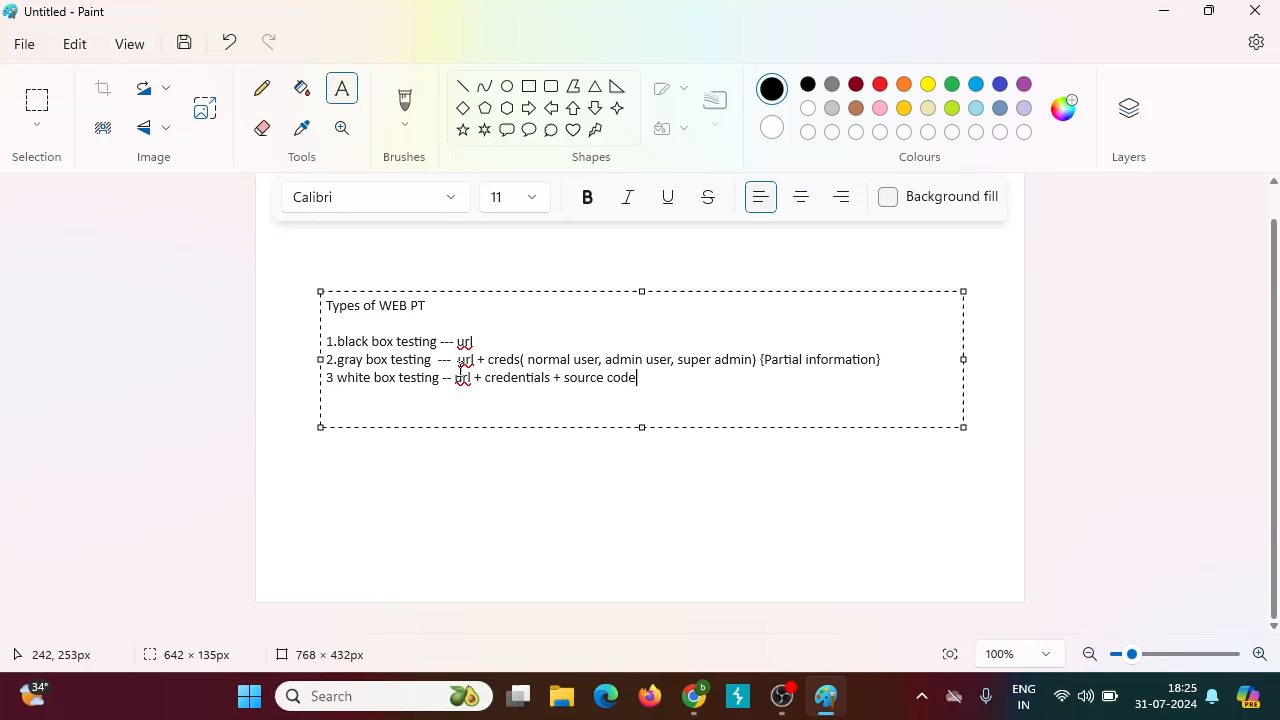 Untitled - Paint
File Edit View
Selection Image Tools Brushes Shapes Colours Layers
Calibri 11 B I U S Background fill
Types of WEB PT
1.black box testing --- url
2.gray box testing --- url + creds( normal user, admin user, super admin) {Partial information}
3 white box testing -- url + credentials + source code
242, 253px 642 × 135px 768 × 432px 100%
34° Search ENG IN 18:25 31-07-2024 PRE